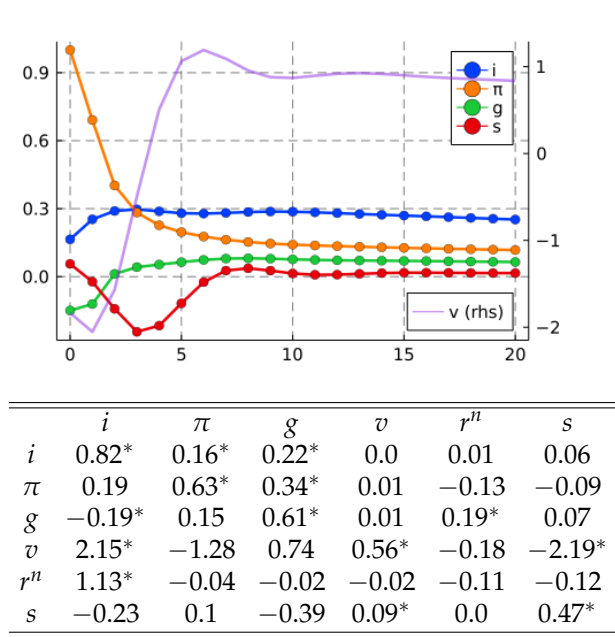 0.9
0.6
0.3
0.0
1
0
−1
−2
i
π
g
s
v (rhs)
0 5 10 15 20
i π g v rⁿ s
i 0.82* 0.16* 0.22* 0.0 0.01 0.06
π 0.19 0.63* 0.34* 0.01 −0.13 −0.09
g −0.19* 0.15 0.61* 0.01 0.19* 0.07
v 2.15* −1.28 0.74 0.56* −0.18 −2.19*
rⁿ 1.13* −0.04 −0.02 −0.02 −0.11 −0.12
s −0.23 0.1 −0.39 0.09* 0.0 0.47*